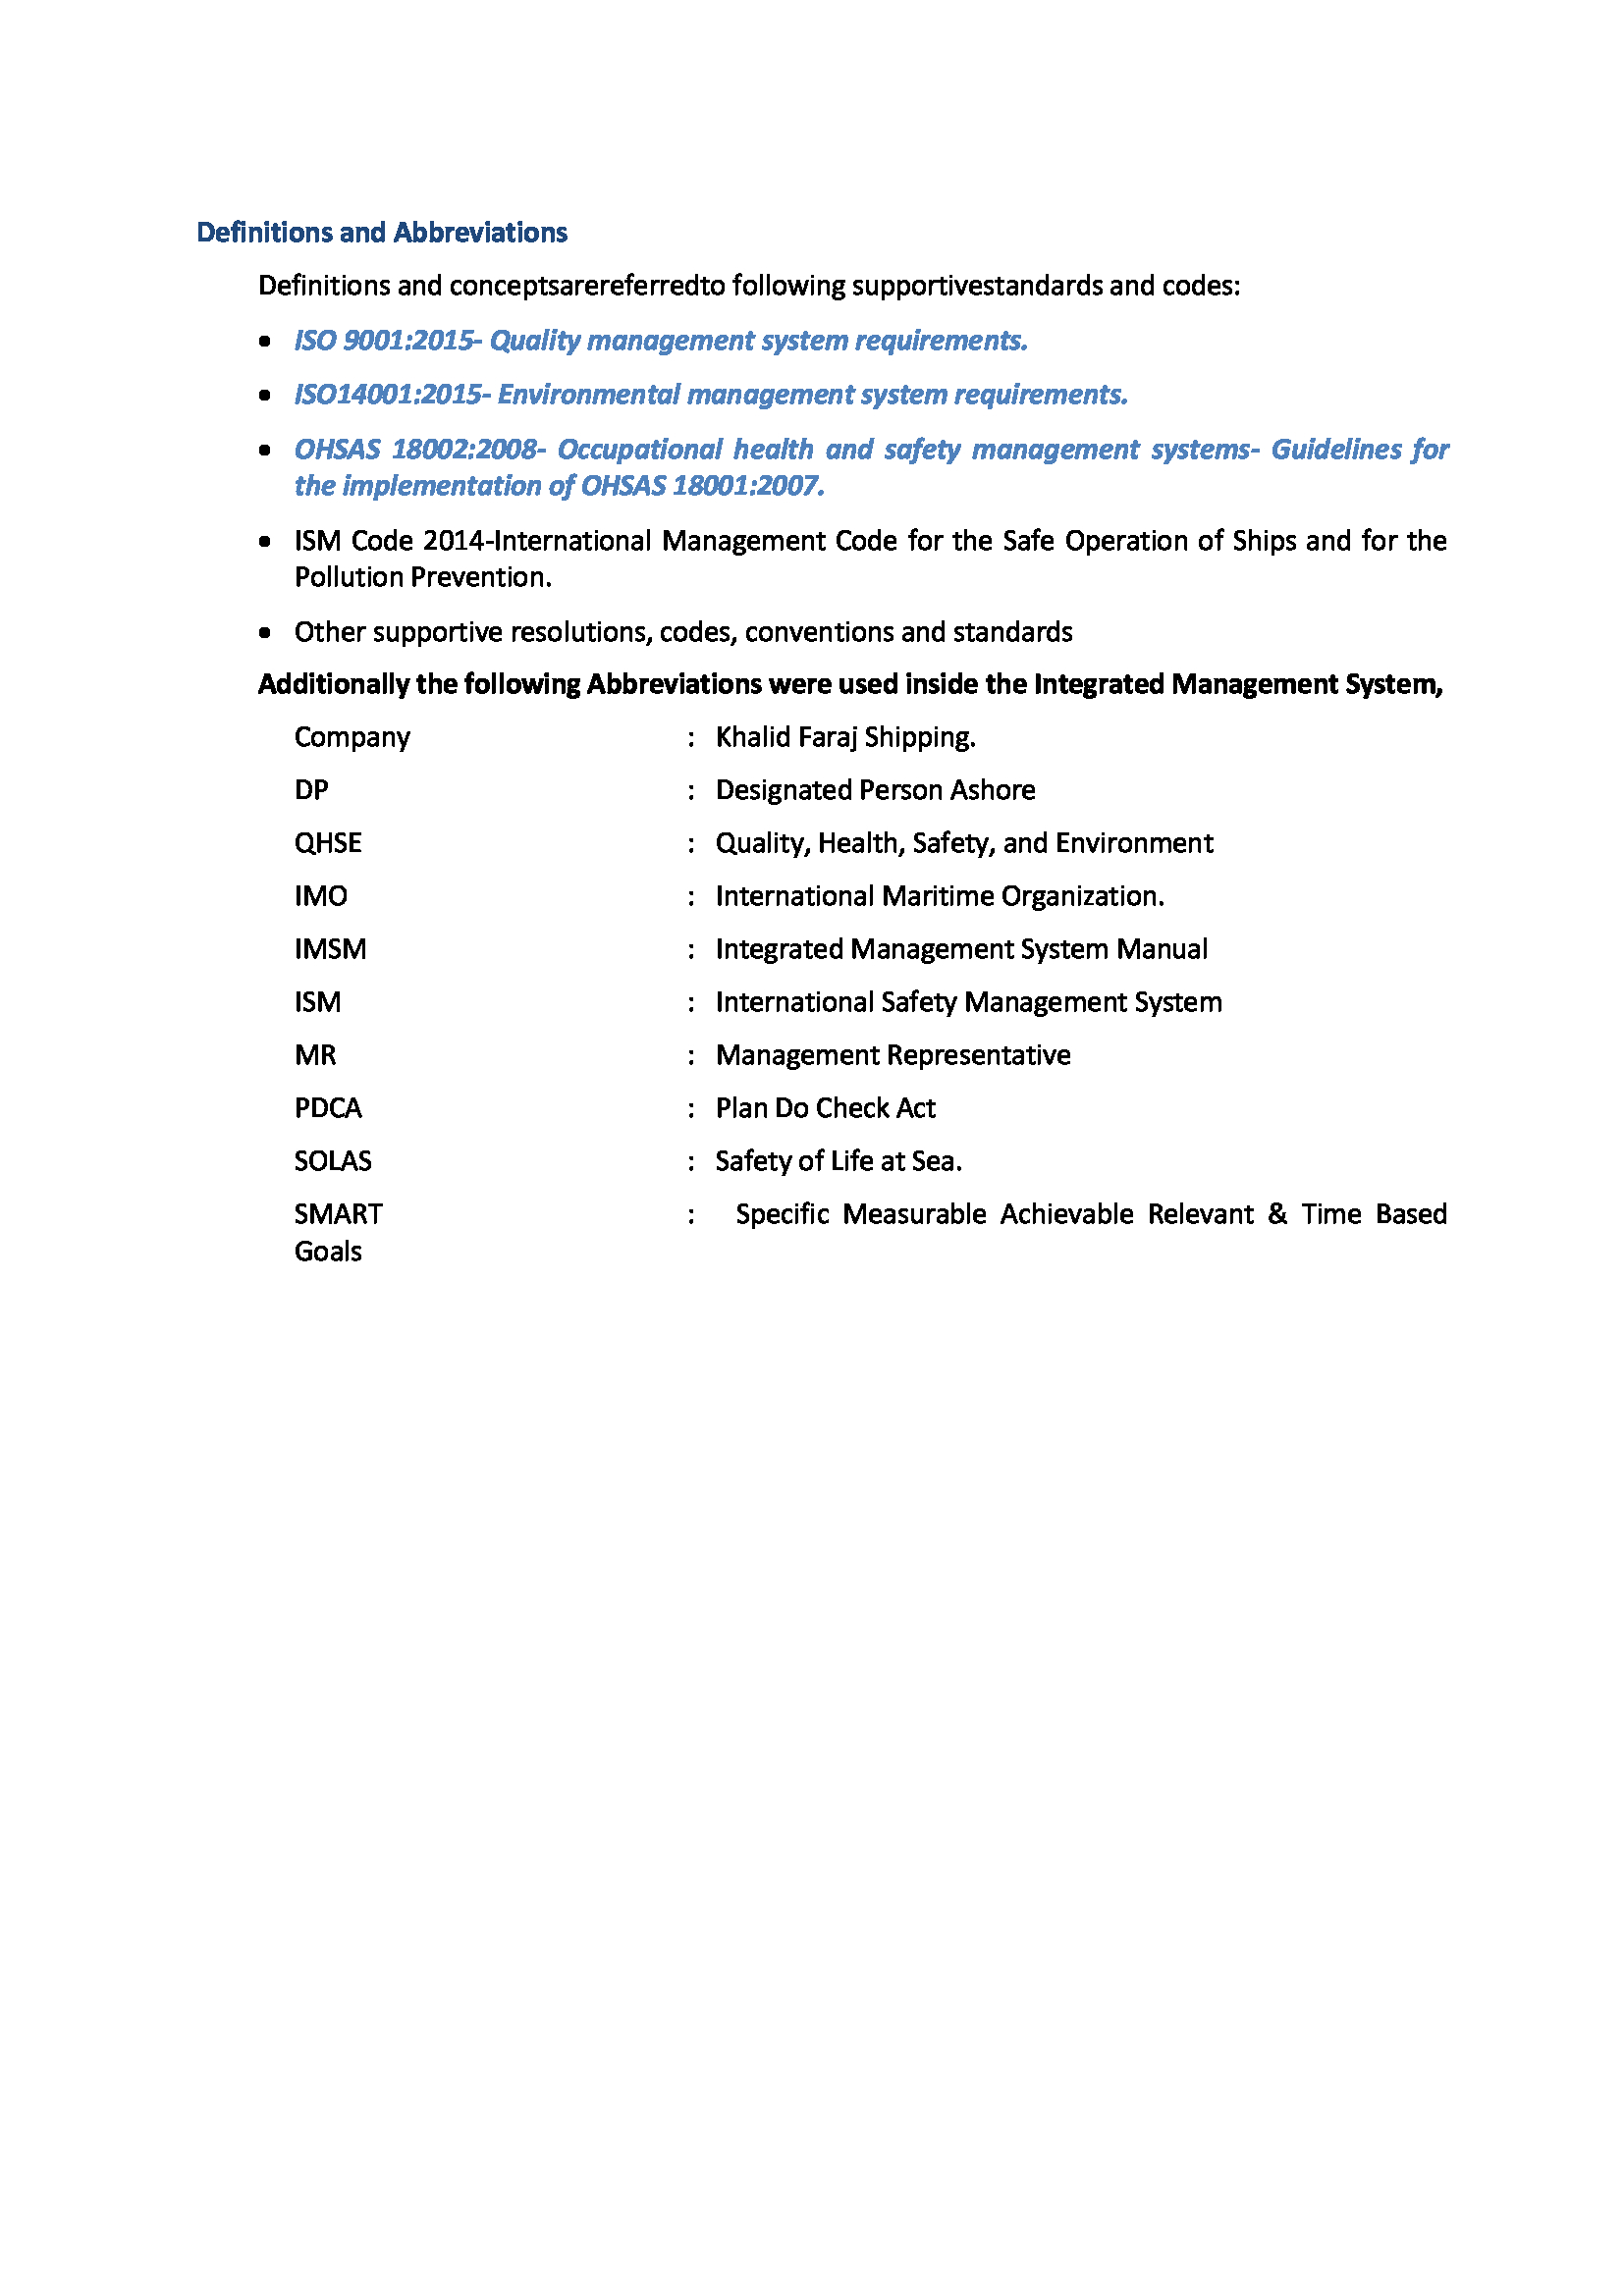 Definitions and Abbreviations
Definitions and conceptsarereferredto following supportivestandards and codes:
• ISO 9001:2015- Quality management system requirements.
• ISO14001:2015- Environmental management system requirements.
• OHSAS 18002:2008- Occupational health and safety management systems- Guidelines for
the implementation of OHSAS 18001:2007.
• ISM Code 2014-International Management Code for the Safe Operation of Ships and for the
Pollution Prevention.
• Other supportive resolutions, codes, conventions and standards
Additionally the following Abbreviations were used inside the Integrated Management System,
Company : Khalid Faraj Shipping.
DP : Designated Person Ashore
QHSE : Quality, Health, Safety, and Environment
IMO : International Maritime Organization.
IMSM : Integrated Management System Manual
ISM : International Safety Management System
MR : Management Representative
PDCA : Plan Do Check Act
SOLAS : Safety of Life at Sea.
SMART : Specific Measurable Achievable Relevant & Time Based
Goals